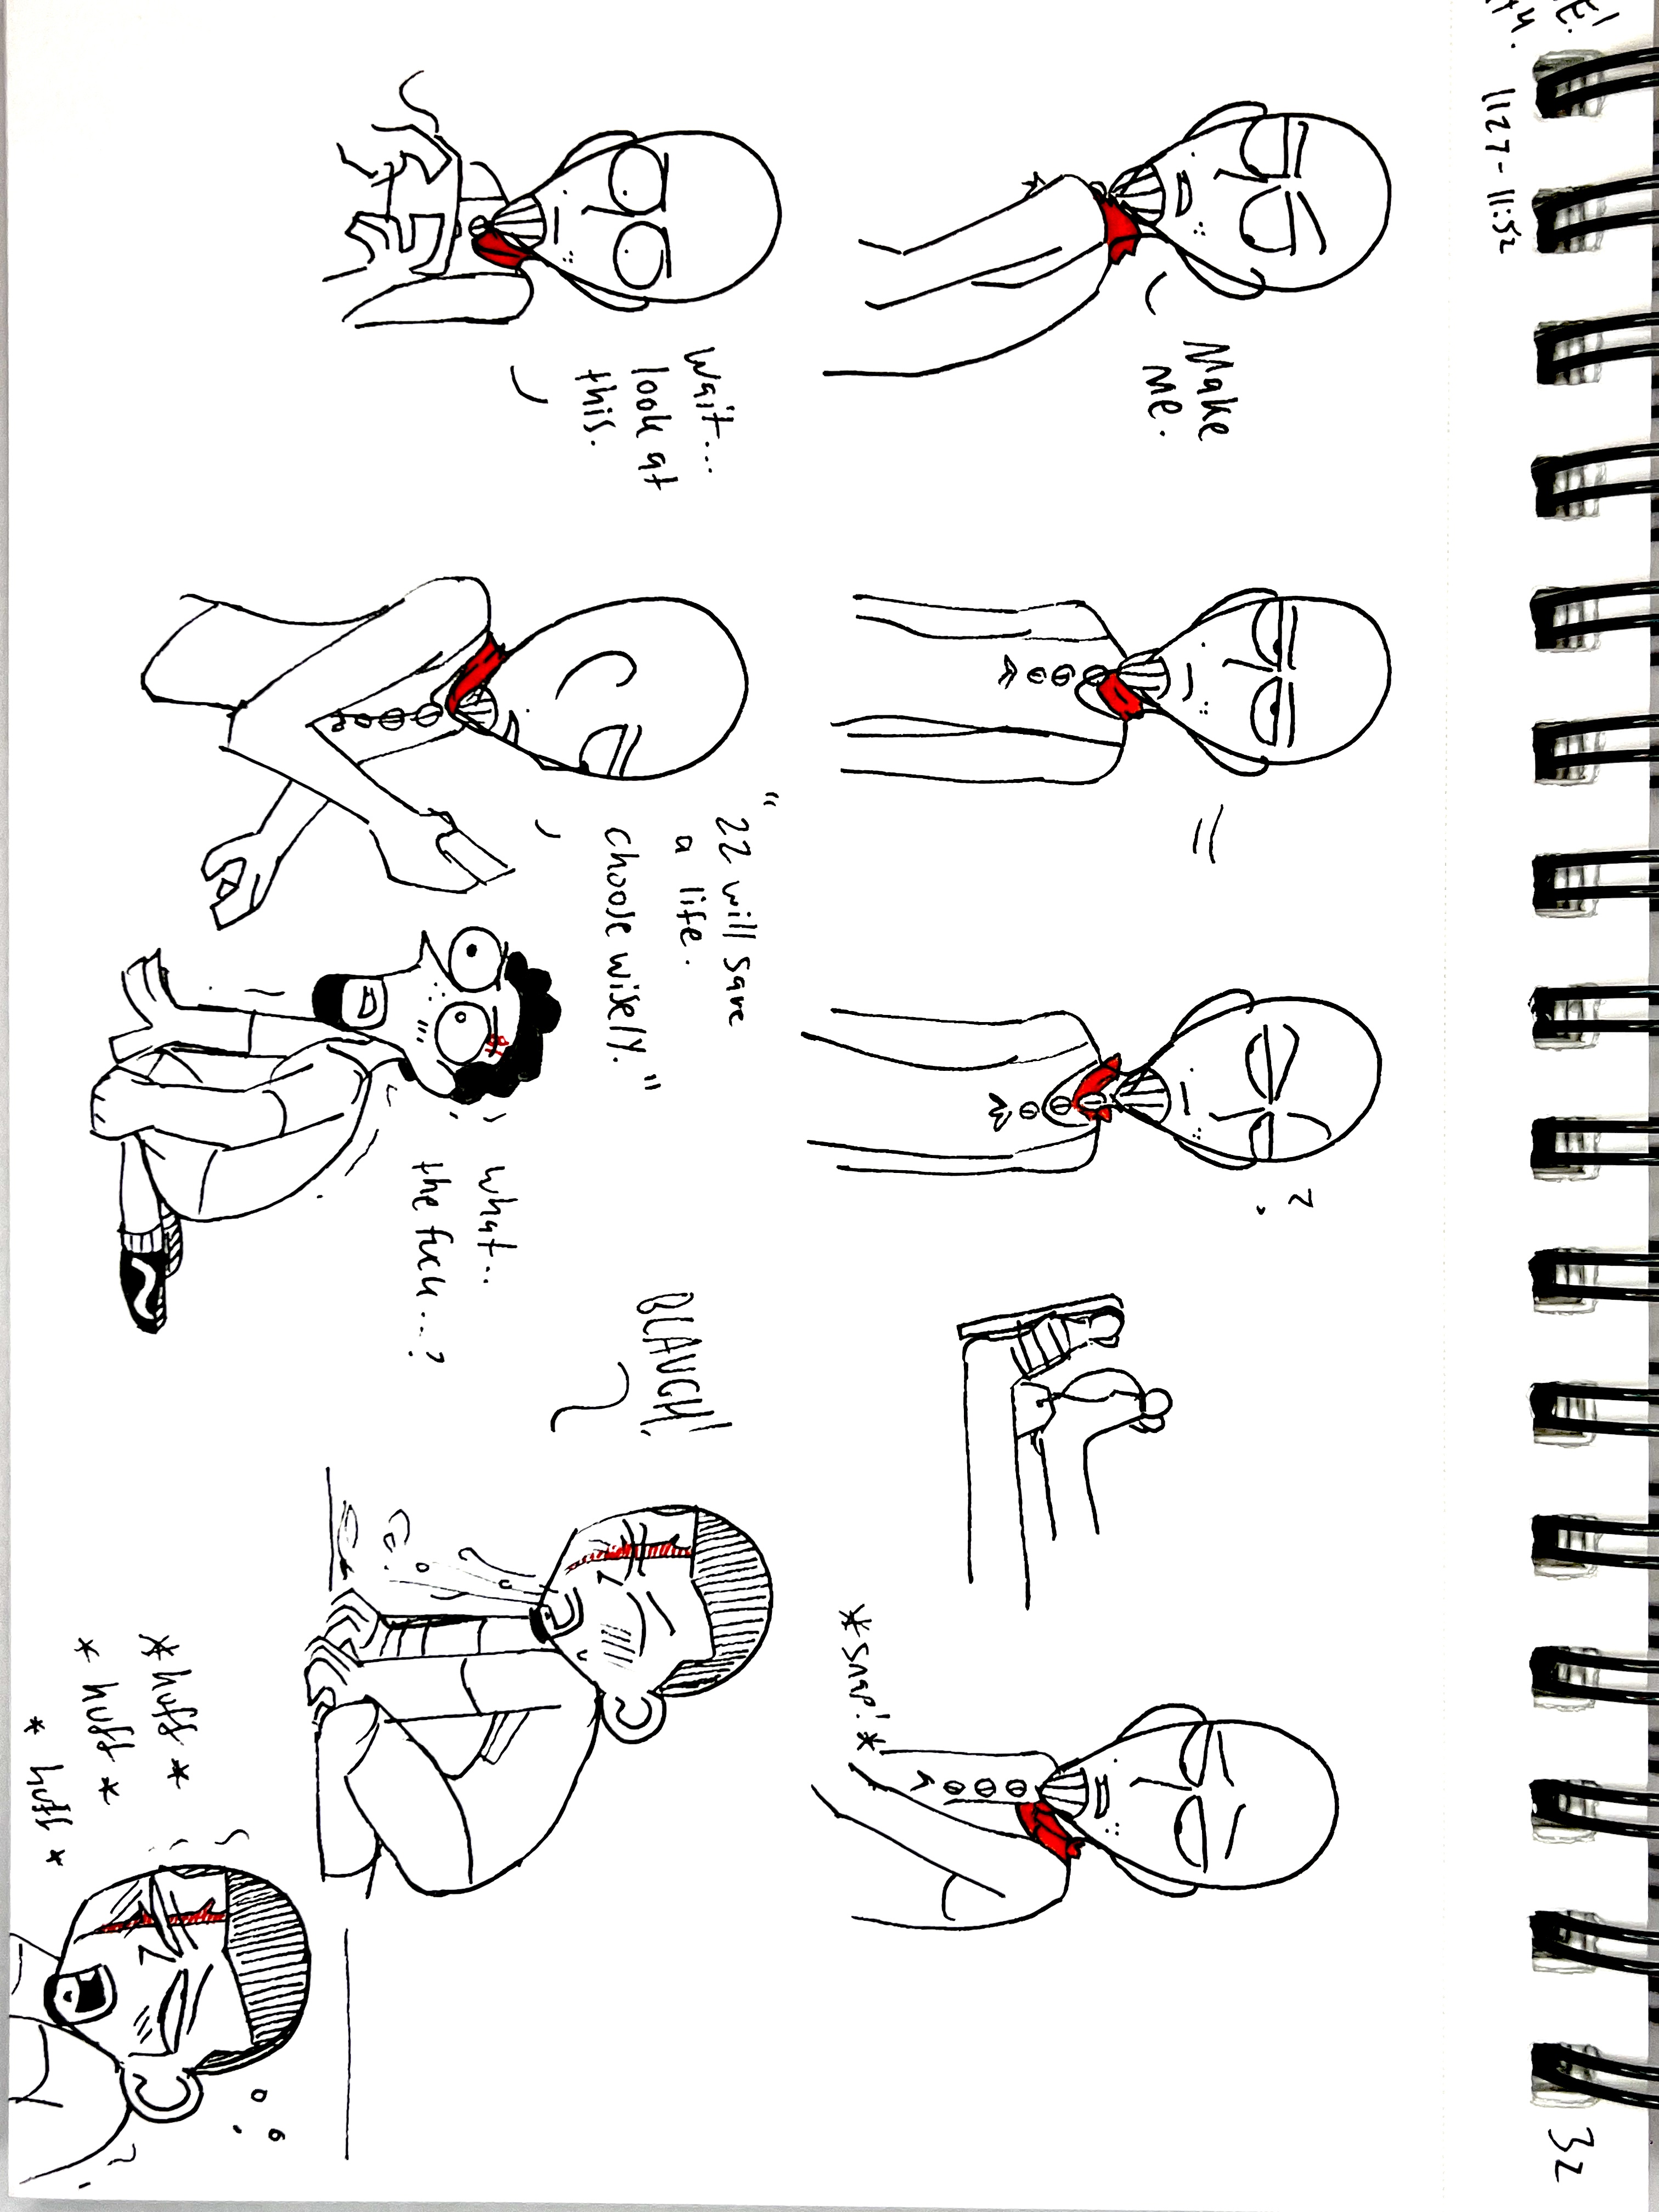 E!
32
1127-11:52
Make
me.
?
*snap!*
Wait...
look at
this.
"22 will save
a life.
choose wisely."
what..
the fuck...?
BLAUGH!
*huff*
*huff*
*huff*